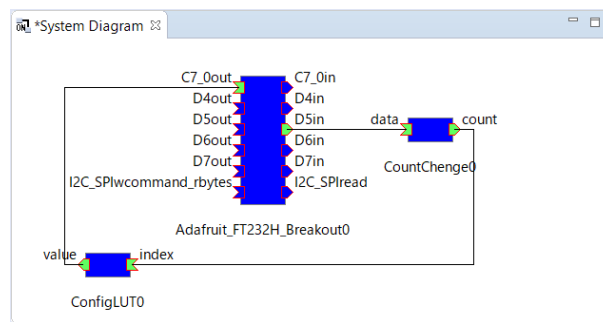 *System Diagram
C7_0out C7_0in
D4out D4in
D5out D5in
data count
D6out D6in
D7out D7in
CountChenge0
I2C_SPIwcommand_rbytes I2C_SPIread
Adafruit_FT232H_Breakout0
value index
ConfigLUT0